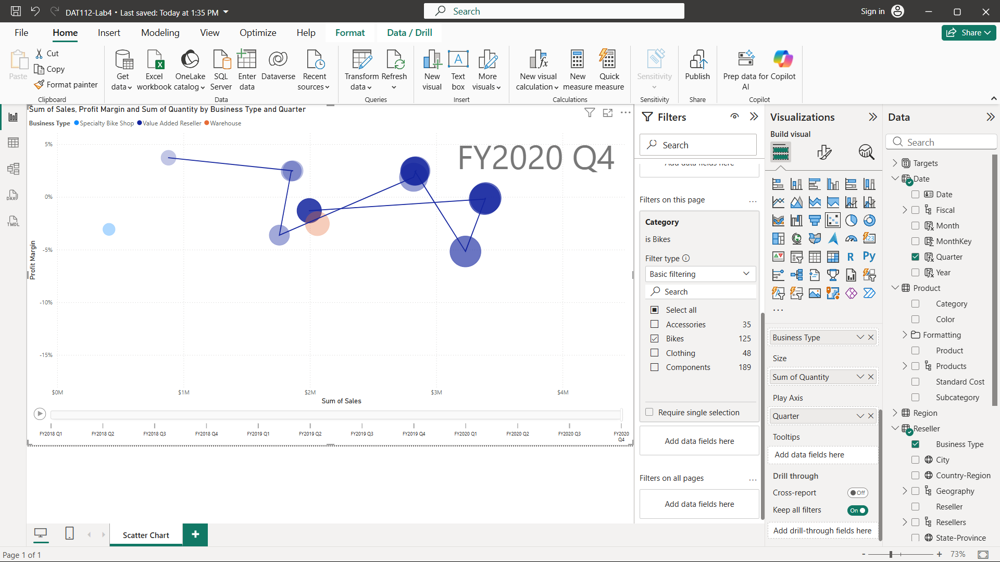 DAT112-Lab4 • Last saved: Today at 1:35 PM
Search
Sign in
File
Home
Insert
Modeling
View
Optimize
Help
Format
Data / Drill
Share
Paste
Cut
Copy
Format painter
Clipboard
Get data
Excel workbook
OneLake catalog
SQL Server
Enter data
Dataverse
Recent sources
Data
Transform data
Refresh
Queries
New visual
Text box
More visuals
Insert
New visual calculation
New measure
Quick measure
Calculations
Sensitivity
Sensitivity
Publish
Share
Prep data for AI
Copilot
Copilot
Sum of Sales, Profit Margin and Sum of Quantity by Business Type and Quarter
Business Type Specialty Bike Shop Value Added Reseller Warehouse
FY2020 Q4
5%
0%
-5%
-10%
-15%
Profit Margin
$0M
$1M
$2M
$3M
$4M
Sum of Sales
FY2018 Q1
FY2018 Q2
FY2018 Q3
FY2018 Q4
FY2019 Q1
FY2019 Q2
FY2019 Q3
FY2019 Q4
FY2020 Q1
FY2020 Q2
FY2020 Q3
FY2020 Q4
DAX
TMDL
Filters
Search
Add data fields here
Filters on this page
...
Category
is Bikes
Filter type
Basic filtering
Search
Select all
Accessories 35
Bikes 125
Clothing 48
Components 189
Require single selection
Add data fields here
Filters on all pages
...
Add data fields here
Visualizations
Build visual
123
R
Py
...
Business Type
Size
Sum of Quantity
Play Axis
Quarter
Tooltips
Add data fields here
Drill through
Cross-report
Off
Keep all filters
On
Add drill-through fields here
Data
Search
Targets
Date
Date
Fiscal
Month
MonthKey
Quarter
Year
Product
Category
Color
Formatting
Product
Products
Standard Cost
Subcategory
Region
Reseller
Business Type
City
Country-Region
Geography
Reseller
Resellers
State-Province
Scatter Chart
Page 1 of 1
- + 73%